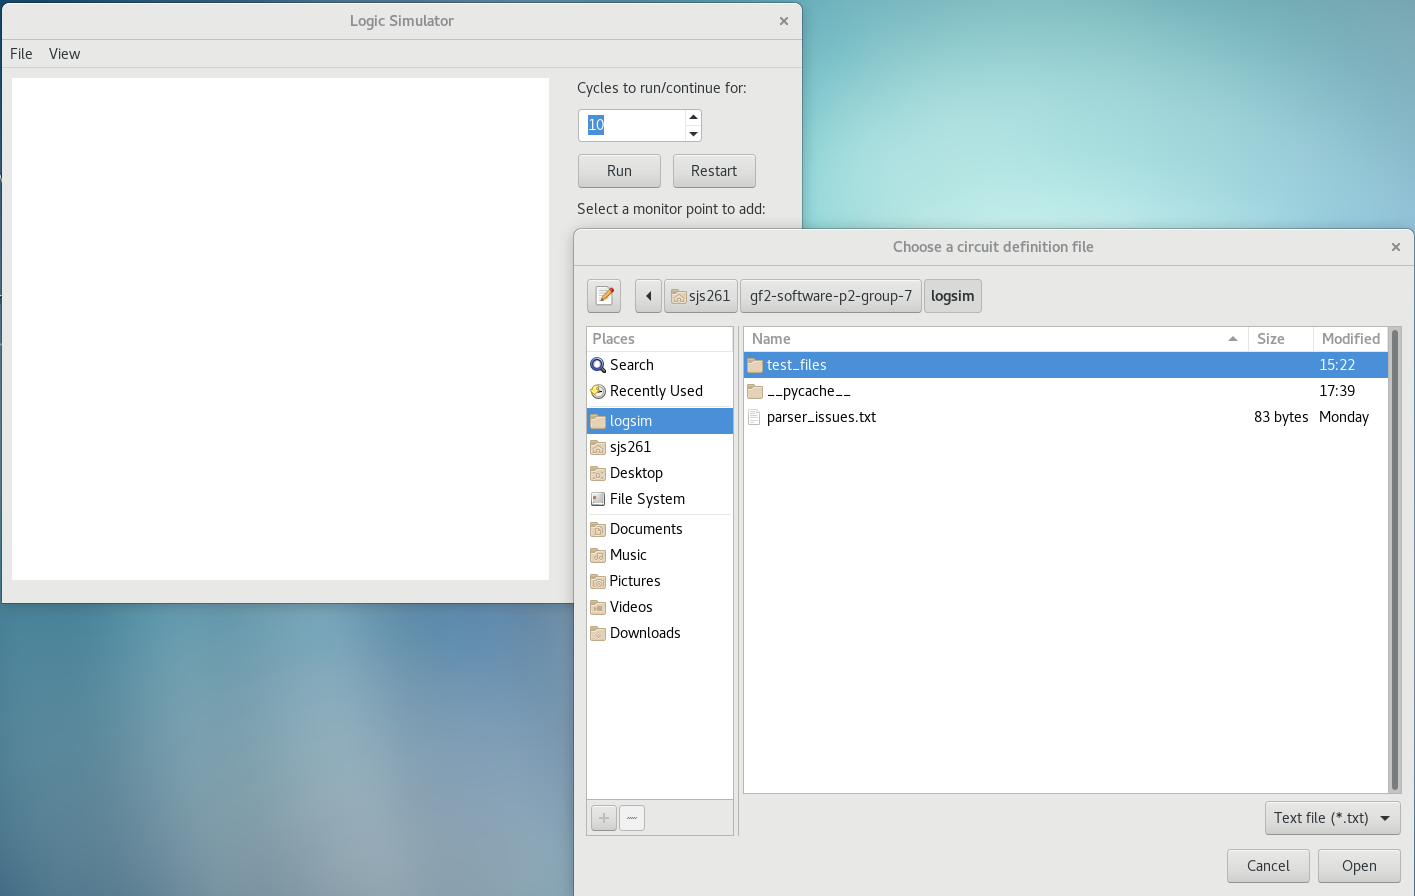 Logic Simulator
File View
Cycles to run/continue for:
10
Run Restart
Select a monitor point to add:
Choose a circuit definition file
sjs261 gf2-software-p2-group-7 logsim
Places
Search
Recently Used
logsim
sjs261
Desktop
File System
Documents
Music
Pictures
Videos
Downloads
Name Size Modified
test_files 15:22
__pycache__ 17:39
parser_issues.txt 83 bytes Monday
Text file (*.txt)
Cancel Open